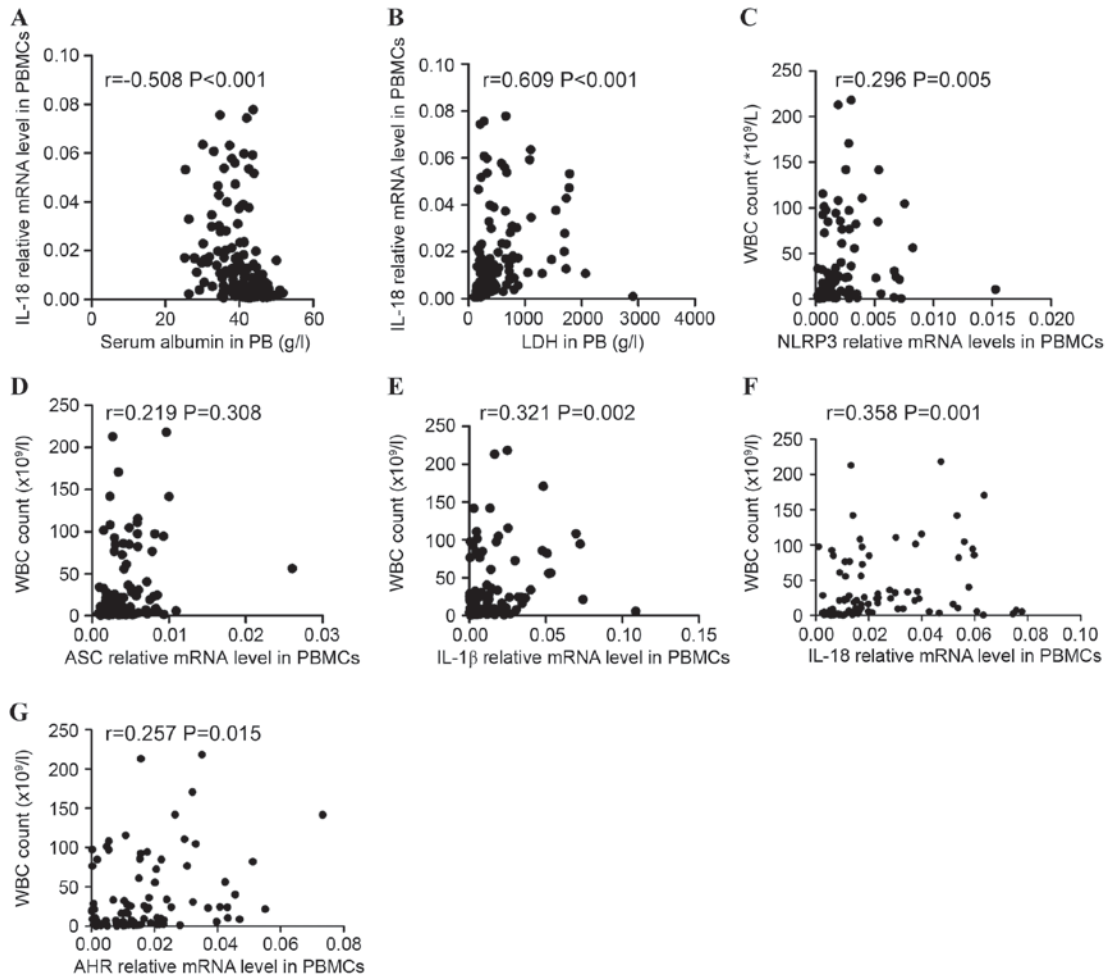 A
IL-18 relative mRNA level in PBMCs
r=-0.508 P<0.001
0.10
0.08
0.06
0.04
0.02
0.00
0 20 40 60
Serum albumin in PB (g/l)
B
IL-18 relative mRNA level in PBMCs
r=0.609 P<0.001
0.10
0.08
0.06
0.04
0.02
0.00
0 1000 2000 3000 4000
LDH in PB (g/l)
C
WBC count (*10⁹/L)
r=0.296 P=0.005
250
200
150
100
50
0
0.000 0.005 0.010 0.015 0.020
NLRP3 relative mRNA levels in PBMCs
D
WBC count (x10⁹/l)
r=0.219 P=0.308
250
200
150
100
50
0
0.00 0.01 0.02 0.03
ASC relative mRNA level in PBMCs
E
WBC count (x10⁹/l)
r=0.321 P=0.002
250
200
150
100
50
0
0.00 0.05 0.10 0.15
IL-1β relative mRNA level in PBMCs
F
WBC count (x10⁹/l)
r=0.358 P=0.001
250
200
150
100
50
0
0.00 0.02 0.04 0.06 0.08 0.10
IL-18 relative mRNA level in PBMCs
G
WBC count (x10⁹/l)
r=0.257 P=0.015
250
200
150
100
50
0
0.00 0.02 0.04 0.06 0.08
AHR relative mRNA level in PBMCs